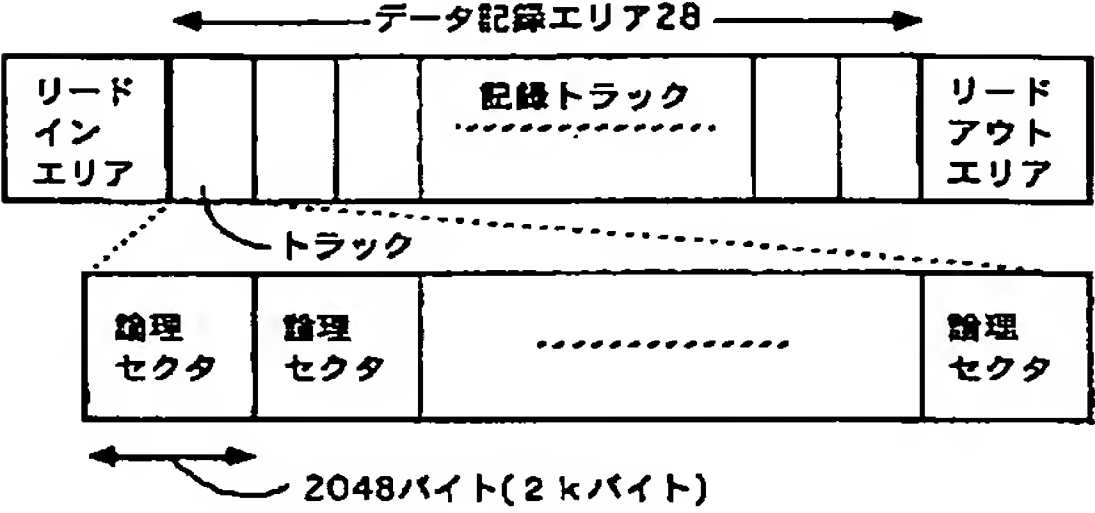 データ記録エリア28
リード
イン
エリア
記録トラック
リード
アウト
エリア
トラック
論理
セクタ
論理
セクタ
論理
セクタ
2048バイト(2kバイト)